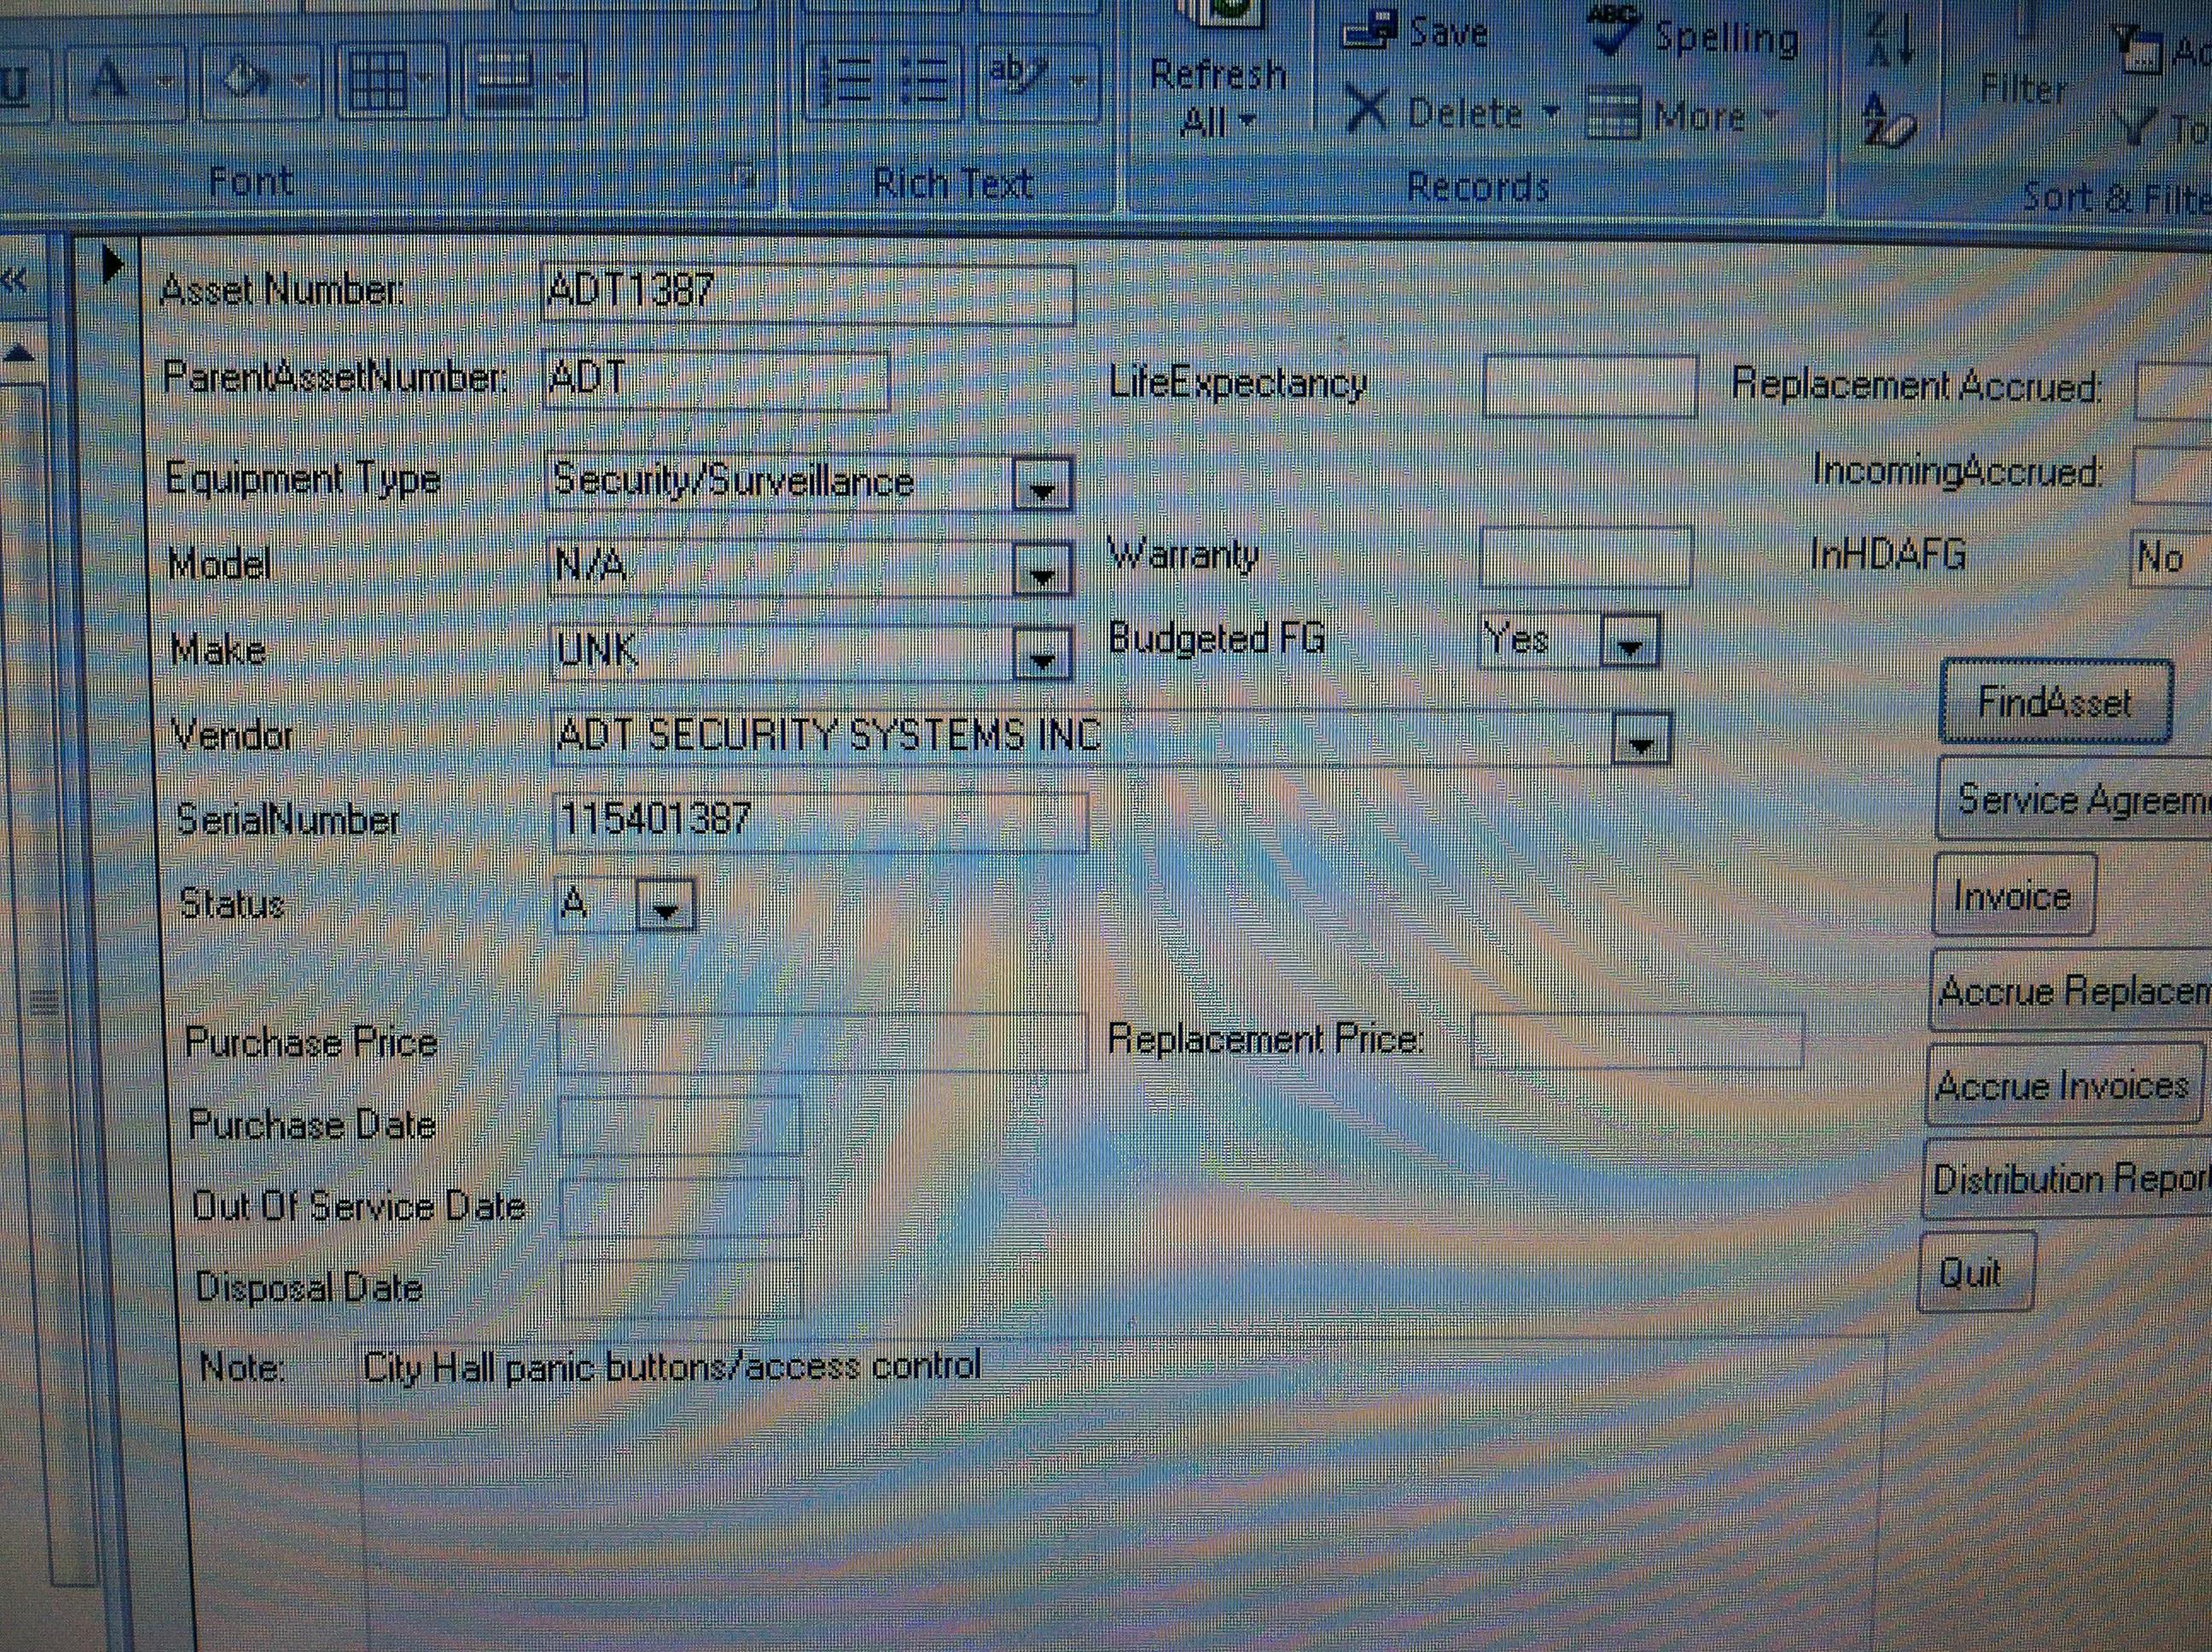 U A
Refresh All
Save
Delete
Spelling
More
Filter
Font
Rich Text
Records
Sort & Filte
Asset Number: ADT1387
ParentAssetNumber: ADT
LifeExpectancy
Replacement Accrued:
Equipment Type Security/Surveillance
IncomingAccrued:
Model N/A
Warranty
InHDAFG No
Make UNK
Budgeted FG Yes
FindAsset
Vendor ADT SECURITY SYSTEMS INC
Service Agreem
SerialNumber 115401387
Invoice
Status A
Accrue Replacem
Purchase Price
Replacement Price:
Accrue Invoices
Purchase Date
Distribution Report
Out Of Service Date
Quit
Disposal Date
Note: City Hall panic buttons/access control